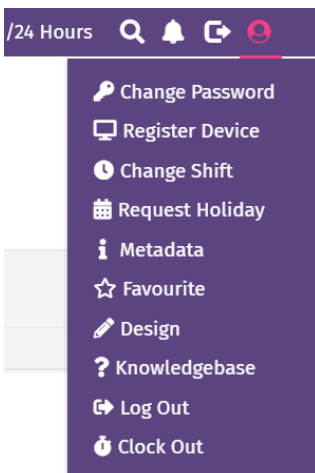 /24 Hours
Change Password
Register Device
Change Shift
Request Holiday
Metadata
Favourite
Design
Knowledgebase
Log Out
Clock Out